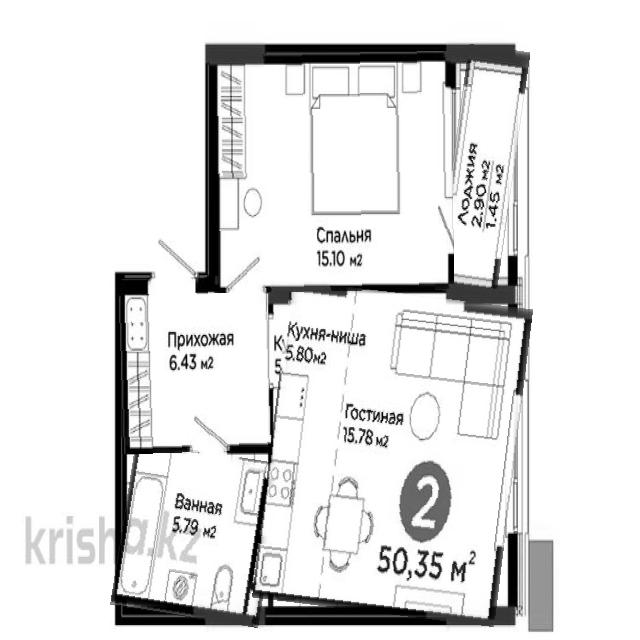 Лоджия
2.90 м2
1.45 м2
Спальня
15.10 м2
Прихожая
6.43 м2
К
5
Кухня-ниша
5.80м2
Гостиная
15.78 м2
Ванная
5.79 м2
2
50,35 м²
krisha.kz